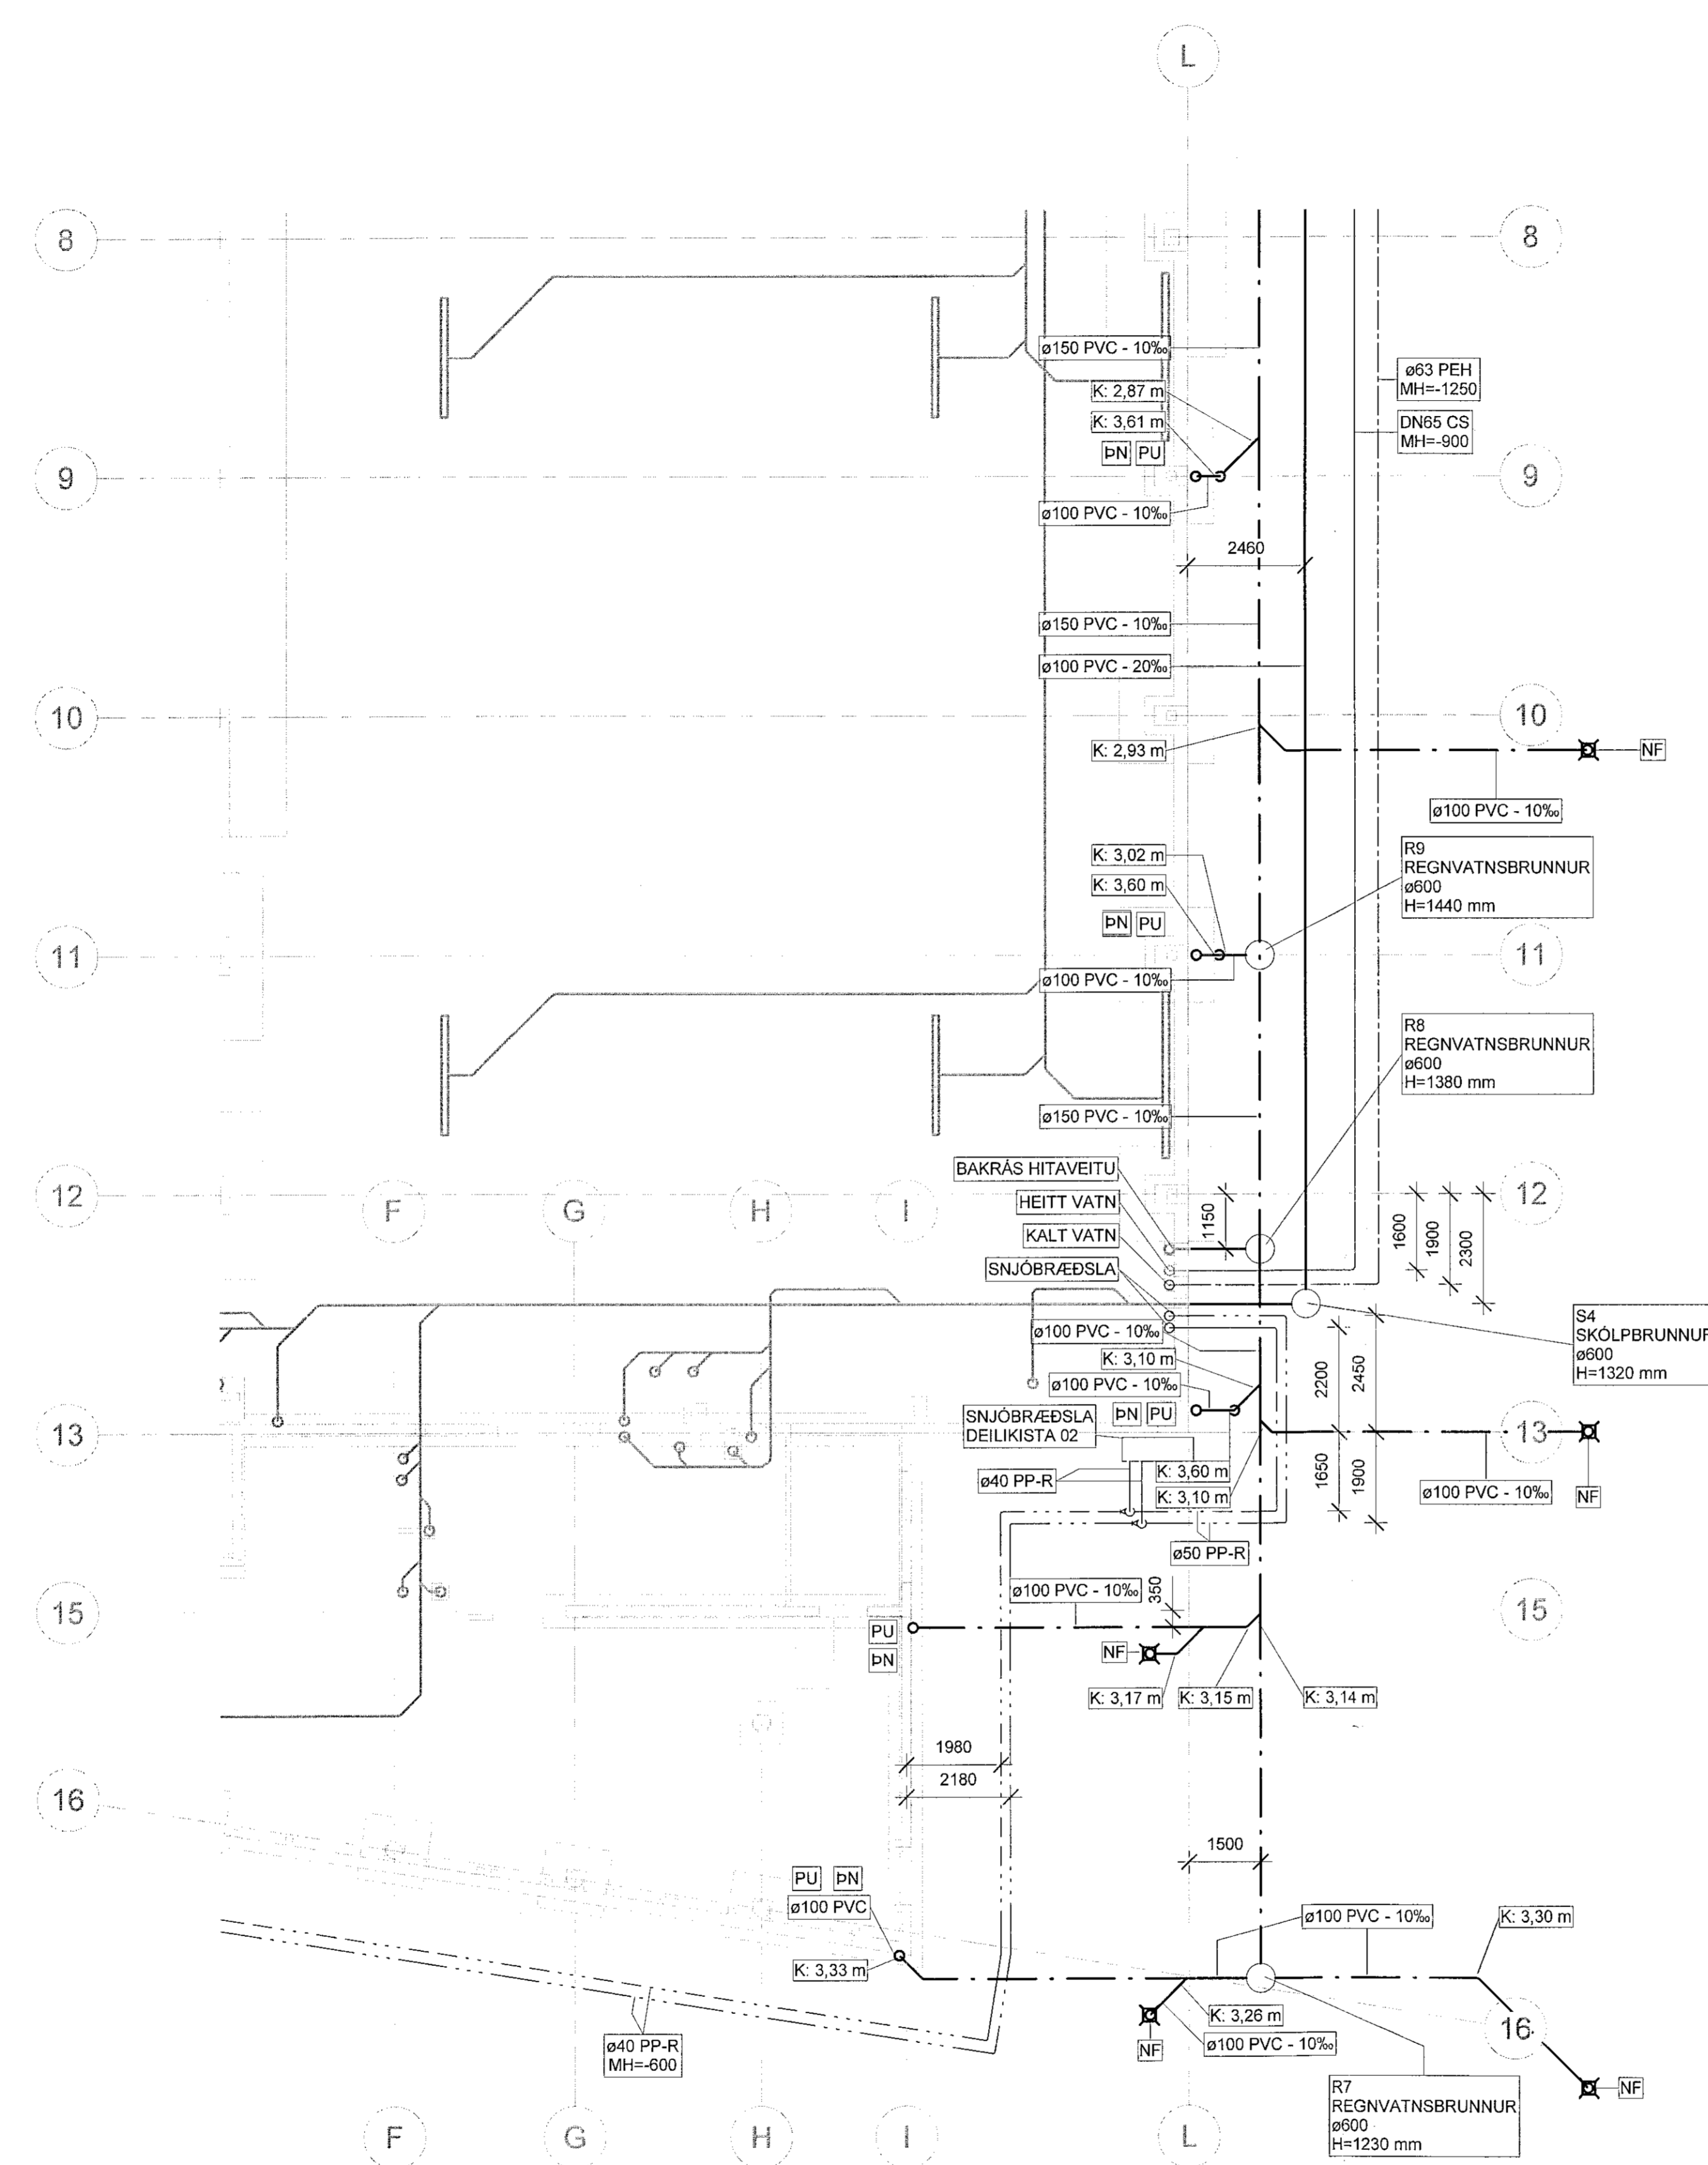 L
8
8
ø150 PVC - 10‰
ø63 PEH
MH=-1250
K: 2,87 m
K: 3,61 m
DN65 CS
MH=-900
ÞN PU
9
9
ø100 PVC - 10‰
2460
ø150 PVC - 10‰
ø100 PVC - 20‰
10
10
K: 2,93 m
NF
ø100 PVC - 10‰
R9
REGNVATNSBRUNNUR
ø600
H=1440 mm
K: 3,02 m
K: 3,60 m
ÞN PU
11
11
ø100 PVC - 10‰
R8
REGNVATNSBRUNNUR
ø600
H=1380 mm
ø150 PVC - 10‰
BAKRÁS HITAVEITU
12
12
HEITT VATN
F
G
H
I
1150
1600
1900
2300
KALT VATN
SNJÓBRÆÐSLA
S4
SKÓLPBRUNNUR
ø600
H=1320 mm
ø100 PVC - 10‰
K: 3,10 m
ø100 PVC - 10‰
2200
2450
ÞN PU
SNJÓBRÆÐSLA
DEILIKISTA 02
13
13
K: 3,60 m
ø40 PP-R
K: 3,10 m
1650
1900
ø100 PVC - 10‰
NF
ø50 PP-R
ø100 PVC - 10‰
350
15
15
PU
ÞN
NF
K: 3,17 m
K: 3,15 m
K: 3,14 m
1980
2180
16
1500
PU ÞN
ø100 PVC
ø100 PVC - 10‰
K: 3,30 m
K: 3,33 m
K: 3,26 m
ø100 PVC - 10‰
NF
16
ø40 PP-R
MH=-600
R7
REGNVATNSBRUNNUR
ø600
H=1230 mm
NF
F
G
H
I
L